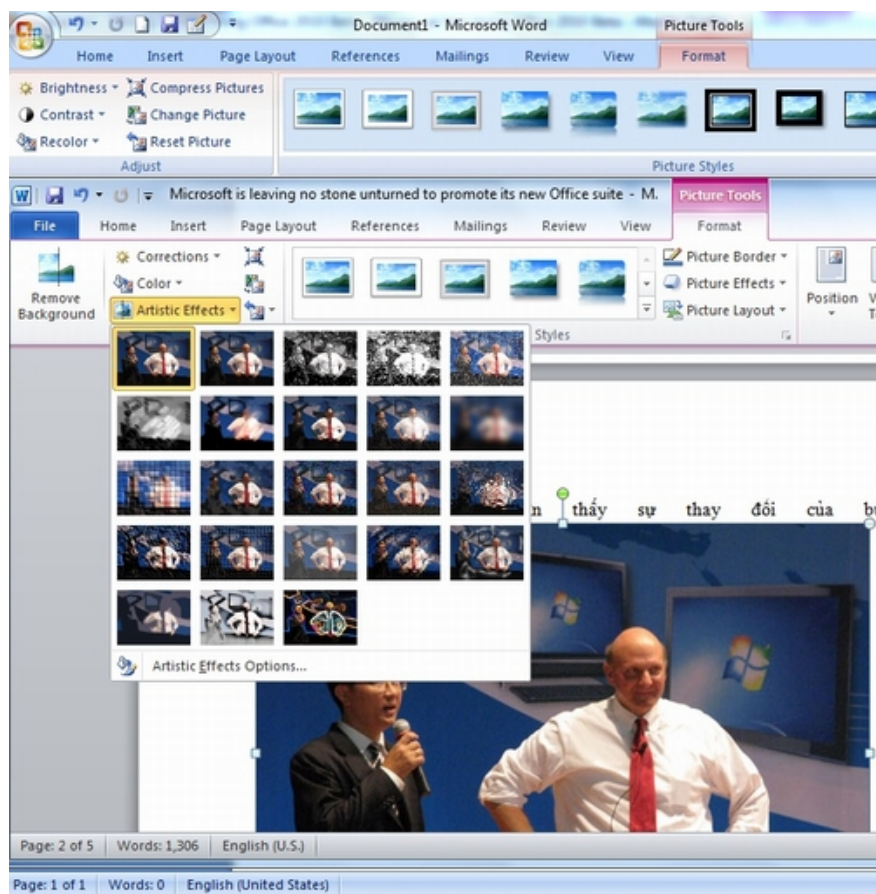 Document1 - Microsoft Word
Picture Tools
Home Insert Page Layout References Mailings Review View Format
Brightness Compress Pictures
Contrast Change Picture
Recolor Reset Picture
Adjust Picture Styles
Microsoft is leaving no stone unturned to promote its new Office suite - M. Picture Tools
File Home Insert Page Layout References Mailings Review View Format
Corrections Picture Border
Color Picture Effects
Remove Background Artistic Effects Picture Layout Position
Styles
thấy sự thay đổi của
Artistic Effects Options...
Page: 2 of 5 Words: 1,306 English (U.S.)
Page: 1 of 1 Words: 0 English (United States)